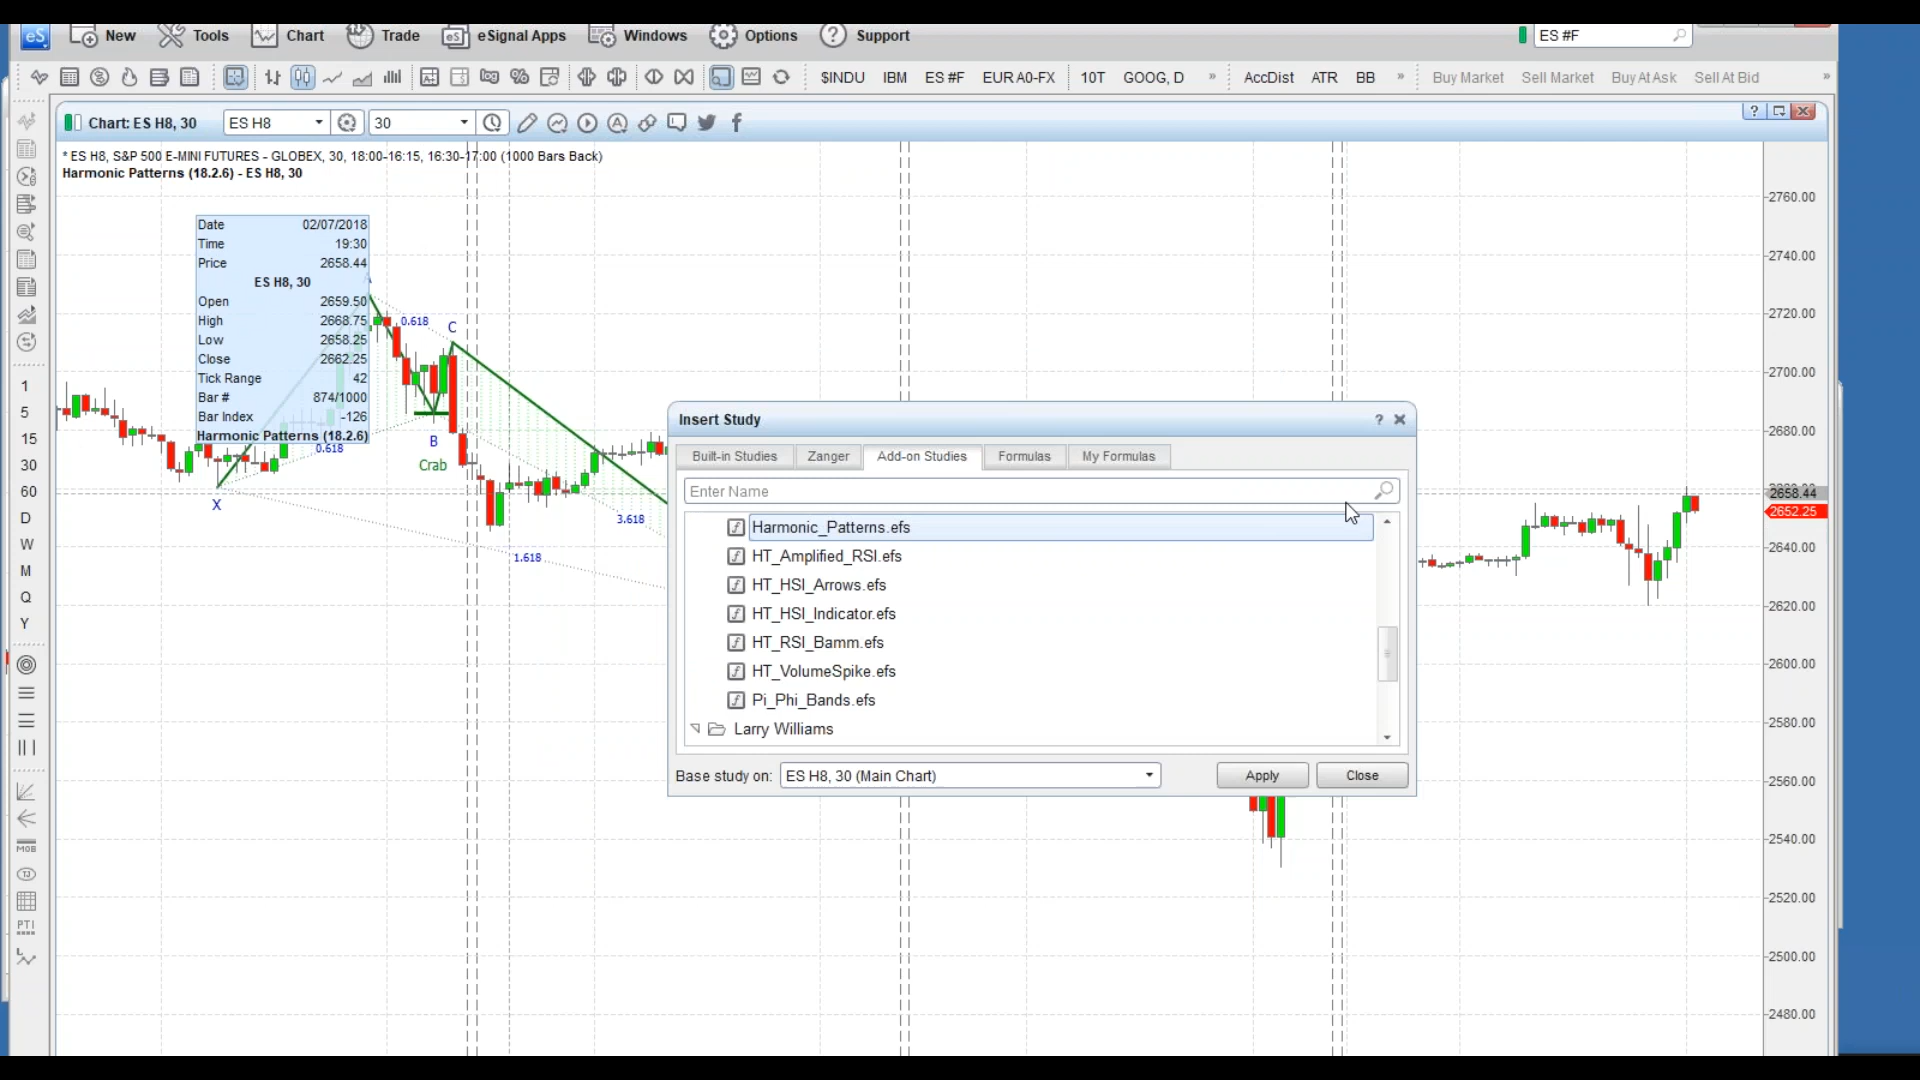 eS New Tools Chart Trade eS eSignal Apps Windows Options ? Support ES #F
$INDU IBM ES #F EUR A0-FX 10T GOOG, D » AccDist ATR BB » Buy Market Sell Market Buy At Ask Sell At Bid »
Chart: ES H8, 30 ES H8 30
* ES H8, S&P 500 E-MINI FUTURES - GLOBEX, 30, 18:00-16:15, 16:30-17:00 (1000 Bars Back)
Harmonic Patterns (18.2.6) - ES H8, 30
Date 02/07/2018
Time 19:30
Price 2658.44
ES H8, 30
Open 2659.50
High 2668.75
Low 2658.25
Close 2662.25
Tick Range 42
Bar # 874/1000
Bar Index -126
Harmonic Patterns (18.2.6)
A
0.618
C
B
Crab
0.618
X
3.618
1.618
Insert Study ?
Built-in Studies Zanger Add-on Studies Formulas My Formulas
Enter Name
Harmonic_Patterns.efs
HT_Amplified_RSI.efs
HT_HSI_Arrows.efs
HT_HSI_Indicator.efs
HT_RSI_Bamm.efs
HT_VolumeSpike.efs
Pi_Phi_Bands.efs
Larry Williams
Base study on: ES H8, 30 (Main Chart) Apply Close
2760.00
2740.00
2720.00
2700.00
2680.00
2658.44
2652.25
2640.00
2620.00
2600.00
2580.00
2560.00
2540.00
2520.00
2500.00
2480.00
1
5
15
30
60
D
W
M
Q
Y
MOB
TJ
PTI